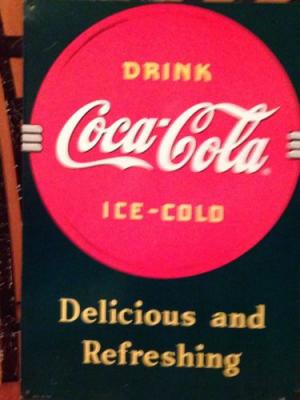 DRINK
Coca-Cola
ICE-COLD
Delicious and
Refreshing